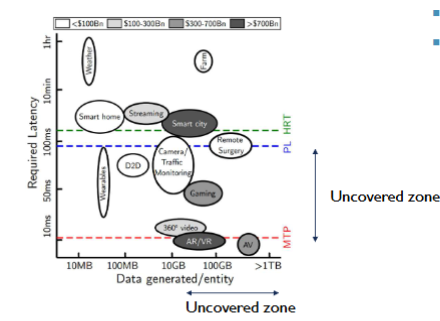 <$100Bn $100-300Bn $300-700Bn >$700Bn
Required Latency
1hr
10min
100ms
50ms
10ms
Weather
Farm
Smart home
Streaming
Smart city
HRT
PL
Remote
Surgery
Camera/
Traffic
Monitoring
D2D
Wearables
Gaming
360° video
AR/VR
AV
MTP
Uncovered zone
10MB 100MB 10GB 100GB >1TB
Data generated/entity
Uncovered zone